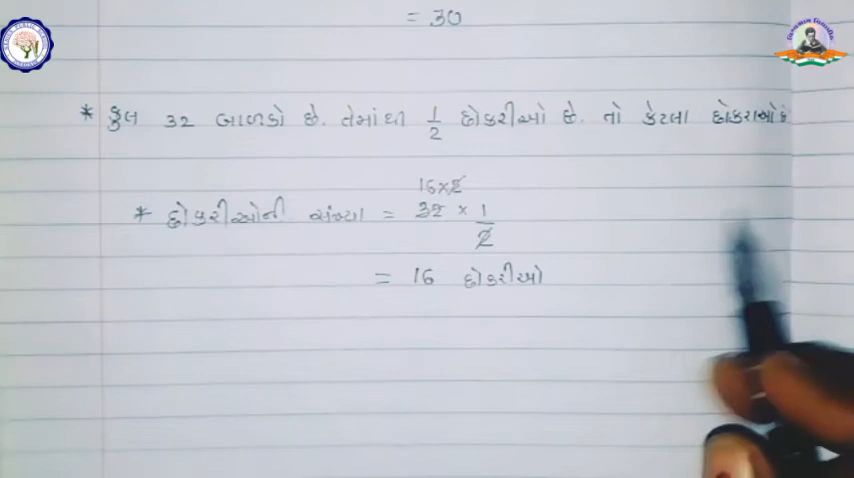 = 30
* કુલ 32 બાળકો છે. તેમાંથી 1/2 છોકરીઓ છે. તો કેટલા છોકરાઓ
16×2
* છોકરીઓની સંખ્યા = 32 × 1/2
= 16 છોકરીઓ